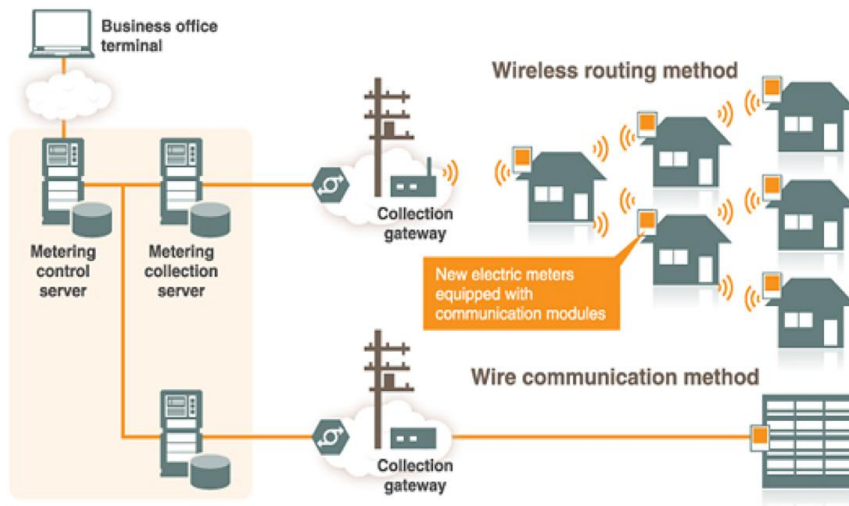 Business office
terminal
Wireless routing method
Metering
control
server
Metering
collection
server
Collection
gateway
New electric meters
equipped with
communication modules
Wire communication method
Collection
gateway